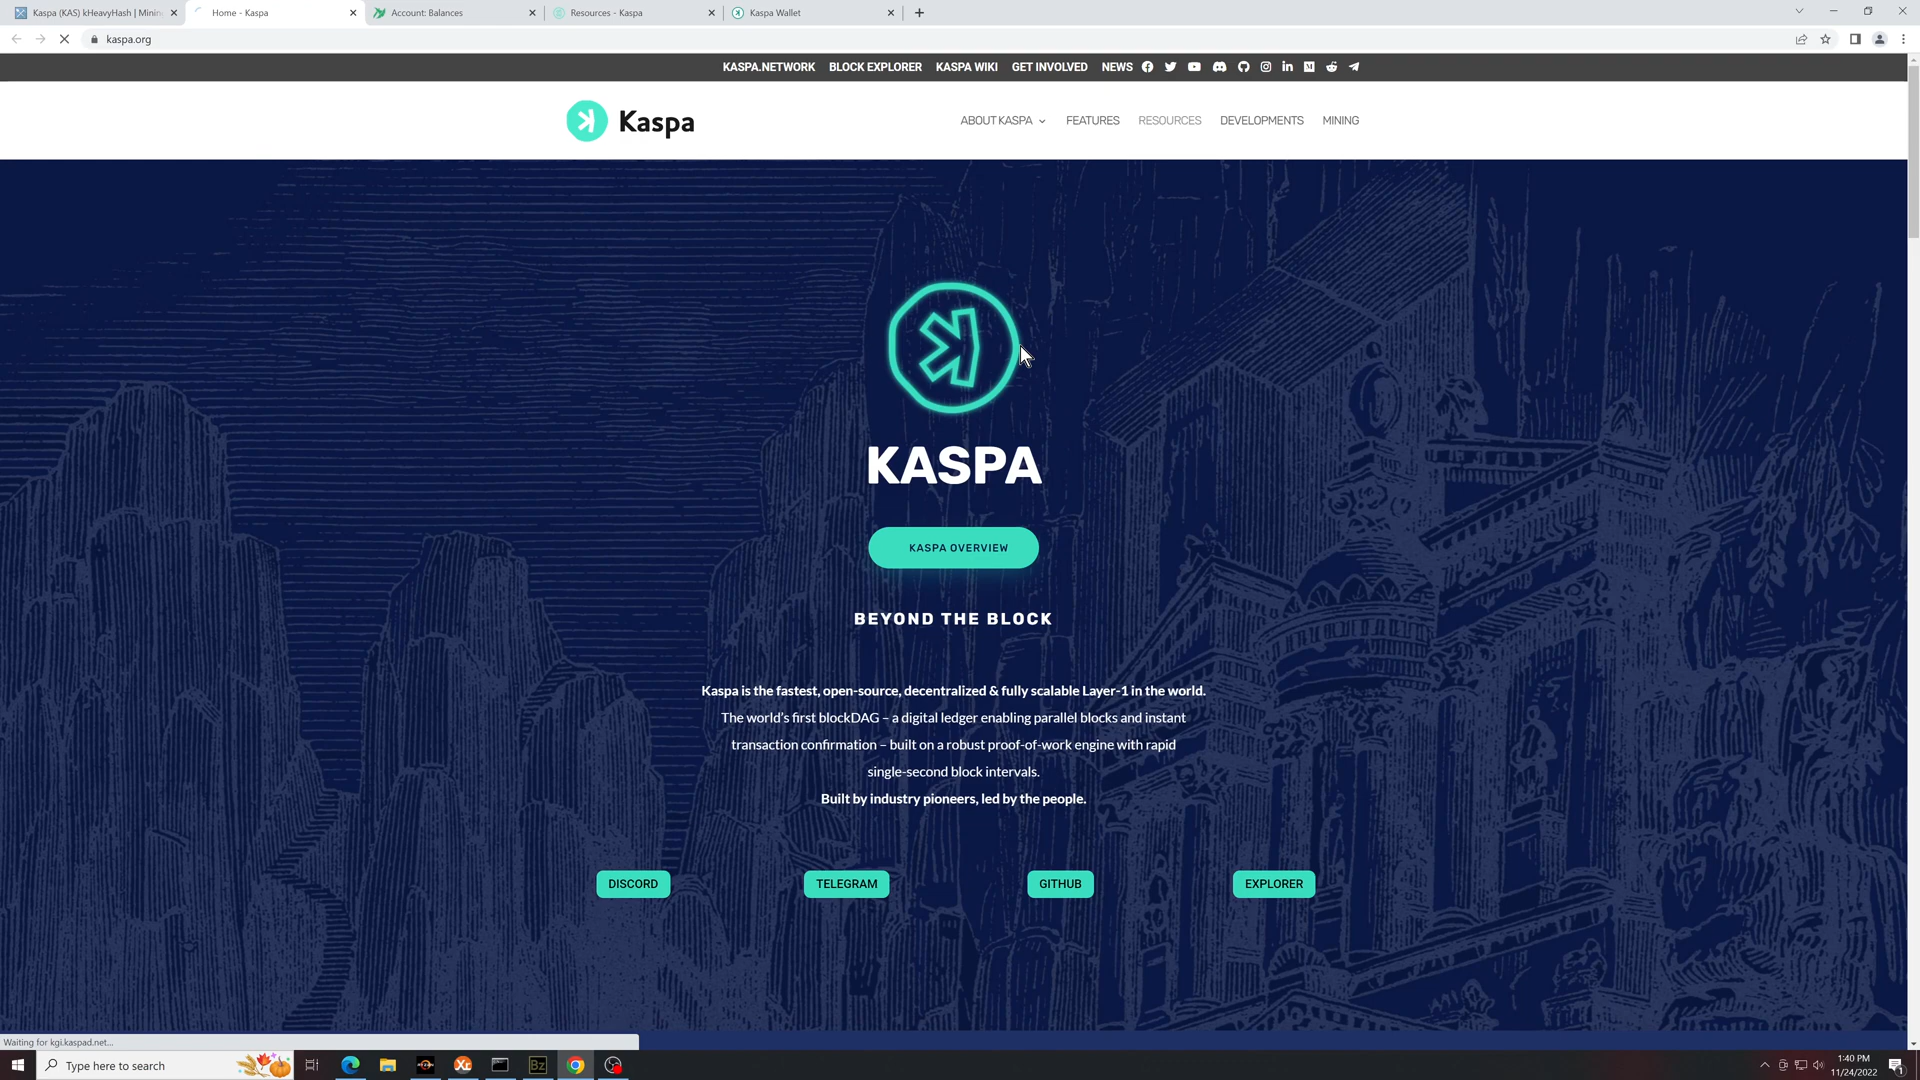 Kaspa (KAS) kHeavyHash | Minin
Home - Kaspa
Account: Balances
Resources - Kaspa
Kaspa Wallet
kaspa.org
KASPA.NETWORK BLOCK EXPLORER KASPA WIKI GET INVOLVED NEWS
Kaspa
ABOUT KASPA FEATURES RESOURCES DEVELOPMENTS MINING
KASPA
KASPA OVERVIEW
BEYOND THE BLOCK
Kaspa is the fastest, open-source, decentralized & fully scalable Layer-1 in the world.
The world's first blockDAG – a digital ledger enabling parallel blocks and instant
transaction confirmation – built on a robust proof-of-work engine with rapid
single-second block intervals.
Built by industry pioneers, led by the people.
DISCORD TELEGRAM GITHUB EXPLORER
Waiting for kgi.kaspad.net...
Type here to search
Xr
Bz
1:40 PM
11/24/2022
1